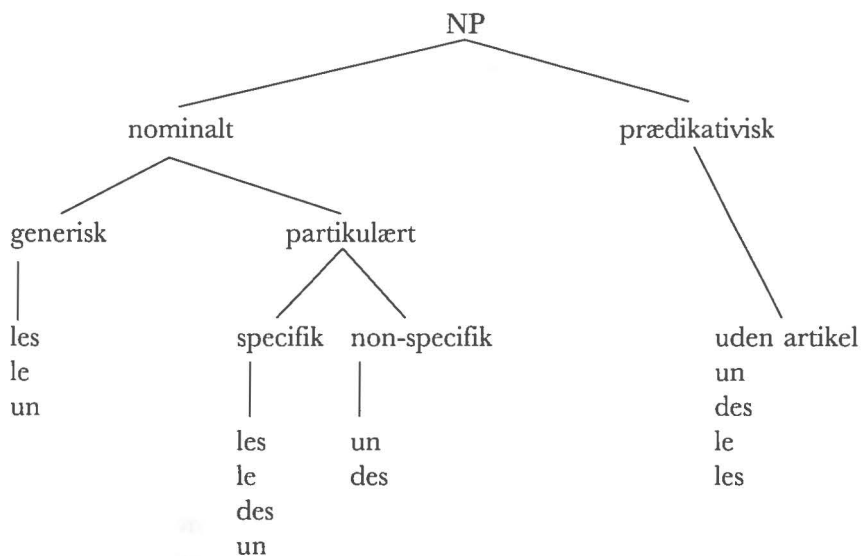 NP
nominalt prædikativisk
generisk partikulært
les specifik non-specifik uden artikel
le un
un des
les un le
le des les
des
un